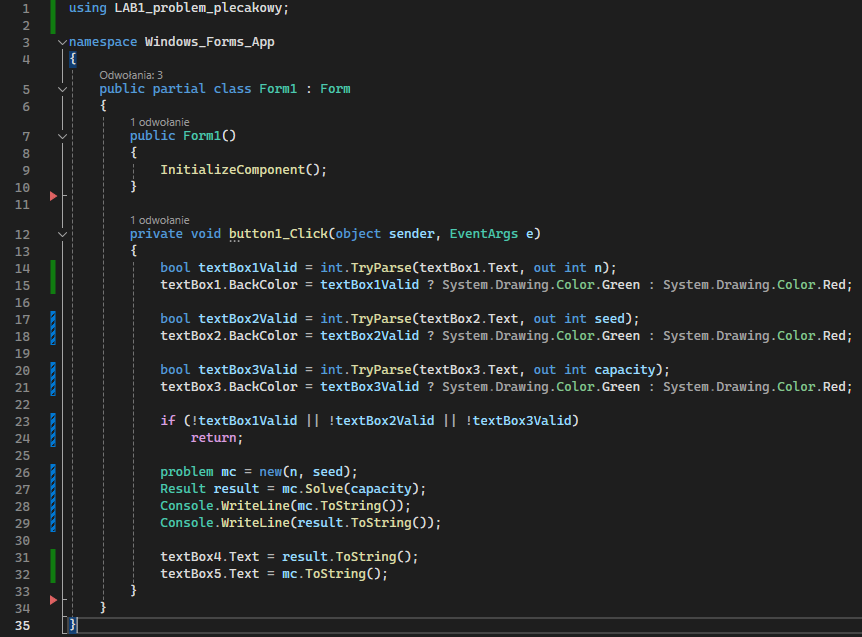 1 using LAB1_problem_plecakowy;
2
3 namespace Windows_Forms_App
4 {
Odwołania: 3
5 public partial class Form1 : Form
6 {
1 odwołanie
7 public Form1()
8 {
9 InitializeComponent();
10 }
11
1 odwołanie
12 private void button1_Click(object sender, EventArgs e)
13 {
14 bool textBox1Valid = int.TryParse(textBox1.Text, out int n);
15 textBox1.BackColor = textBox1Valid ? System.Drawing.Color.Green : System.Drawing.Color.Red;
16
17 bool textBox2Valid = int.TryParse(textBox2.Text, out int seed);
18 textBox2.BackColor = textBox2Valid ? System.Drawing.Color.Green : System.Drawing.Color.Red;
19
20 bool textBox3Valid = int.TryParse(textBox3.Text, out int capacity);
21 textBox3.BackColor = textBox3Valid ? System.Drawing.Color.Green : System.Drawing.Color.Red;
22
23 if (!textBox1Valid || !textBox2Valid || !textBox3Valid)
24 return;
25
26 problem mc = new(n, seed);
27 Result result = mc.Solve(capacity);
28 Console.WriteLine(mc.ToString());
29 Console.WriteLine(result.ToString());
30
31 textBox4.Text = result.ToString();
32 textBox5.Text = mc.ToString();
33 }
34 }
35 }